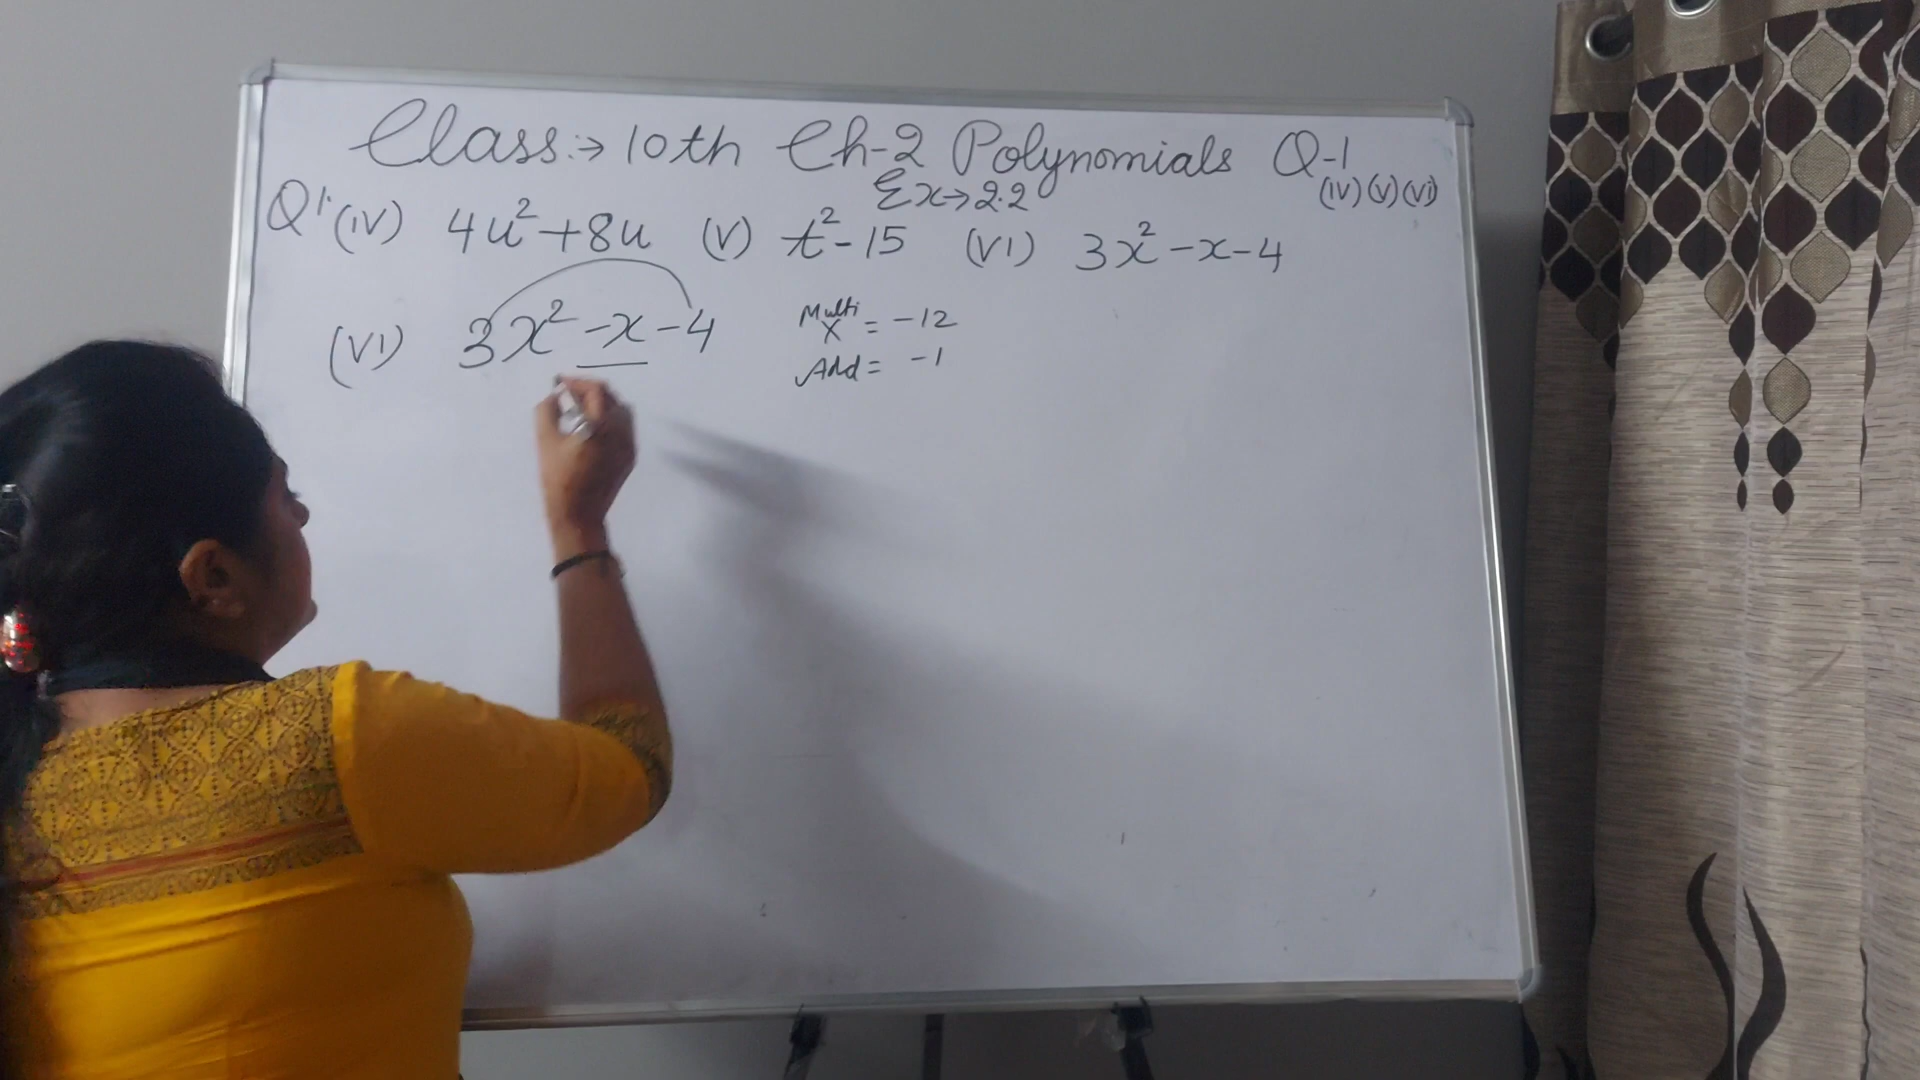 Class:→ 10th Ch-2 Polynomials Q-1
Ex→2.2 (iv)(v)(vi)
Q1.(iv) 4u²+8u (v) t²-15 (vi) 3x²-x-4
(vi) 3x²-x-4
Multi
x = -12
Add = -1